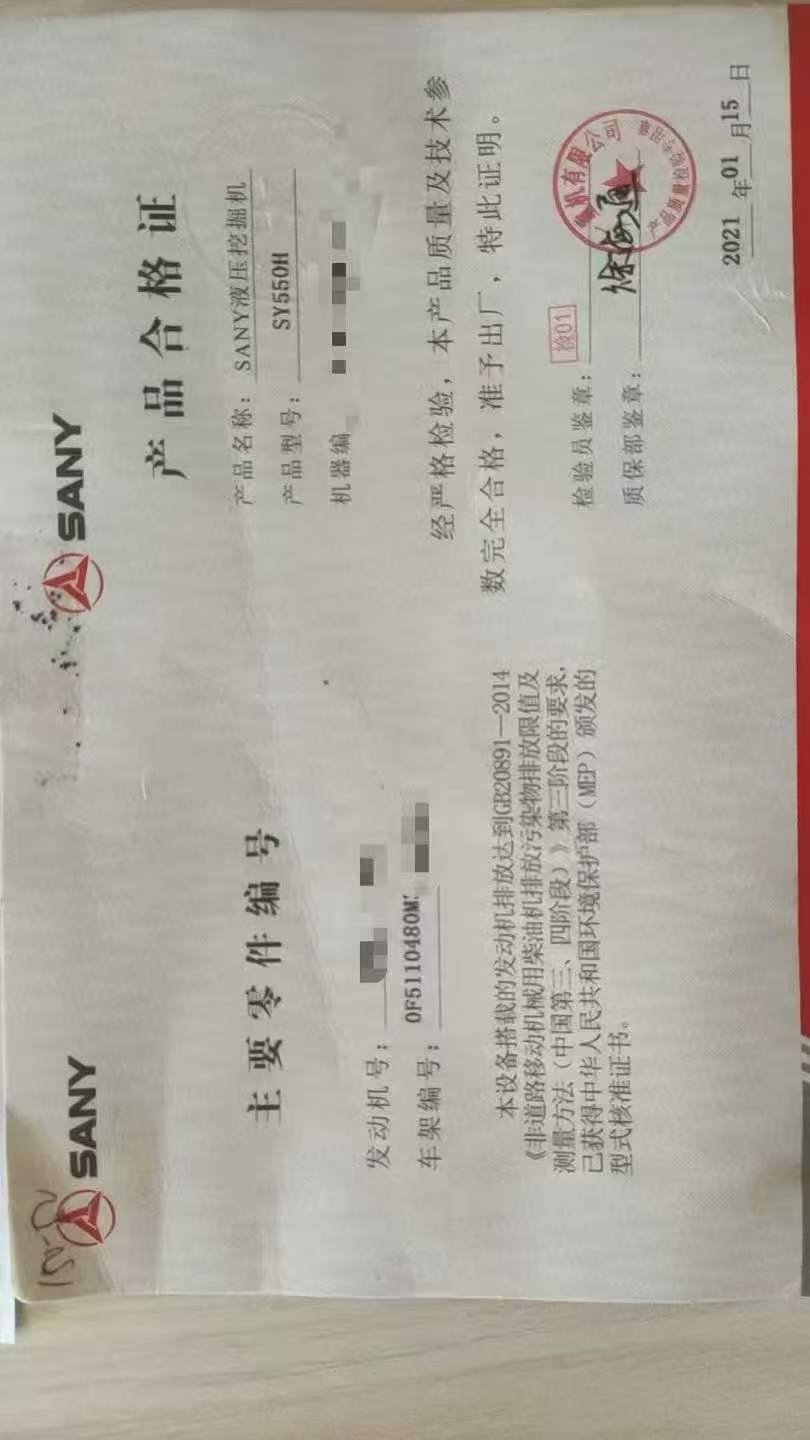 SANY
主要零件编号
发动机号：
车架编号：OF5110480M
本设备搭载的发动机排放达到GB20891—2014
《非道路移动机械用柴油机排放污染物排放限值及
测量方法（中国第三、四阶段）》第三阶段的要求，
已获得中华人民共和国环境保护部（MEP）颁发的
型式核准证书。
SANY
产品合格证
产品名称：SANY液压挖掘机
产品型号：SY550H
机器编
经严格检验，本产品质量及技术参
数完全合格，准予出厂，特此证明。
检验员鉴章：检01
质保部鉴章：
2021年01月15日